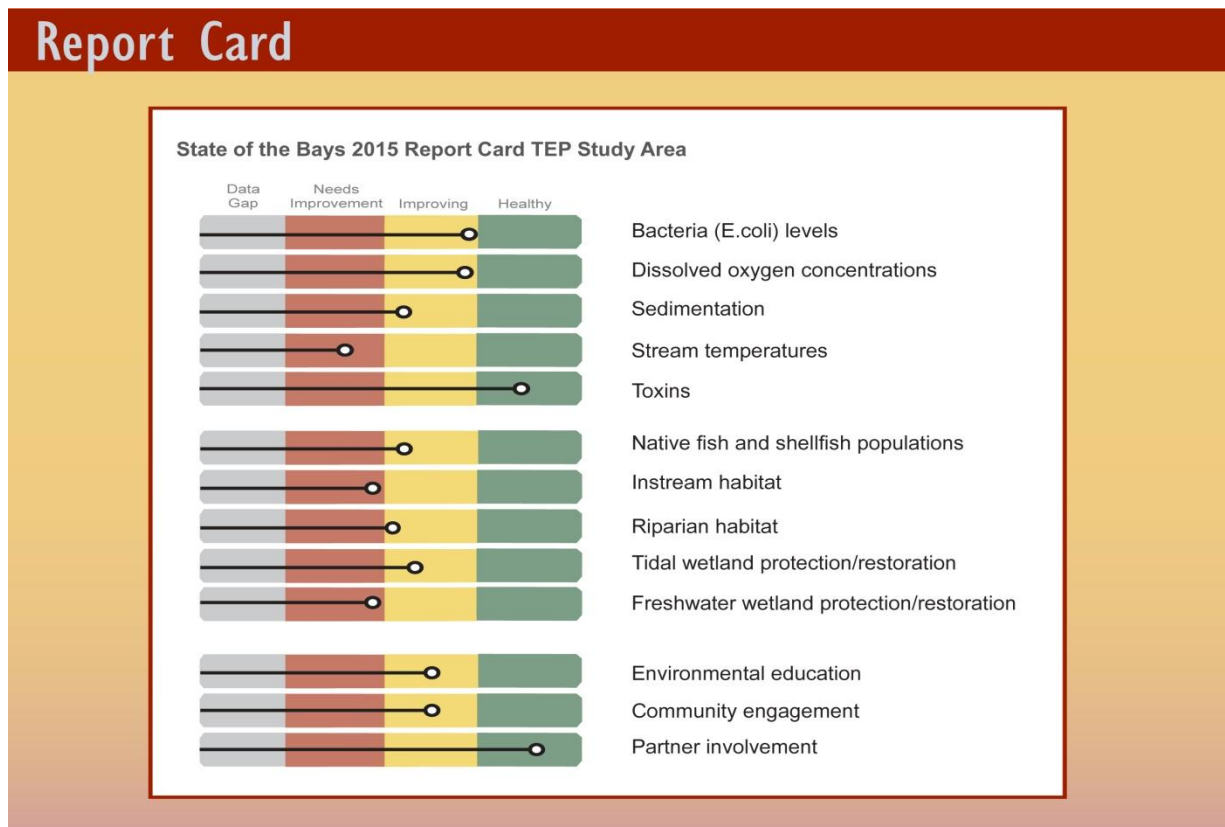 Report Card
State of the Bays 2015 Report Card TEP Study Area
Data Gap
Needs Improvement
Improving
Healthy
Bacteria (E.coli) levels
Dissolved oxygen concentrations
Sedimentation
Stream temperatures
Toxins
Native fish and shellfish populations
Instream habitat
Riparian habitat
Tidal wetland protection/restoration
Freshwater wetland protection/restoration
Environmental education
Community engagement
Partner involvement